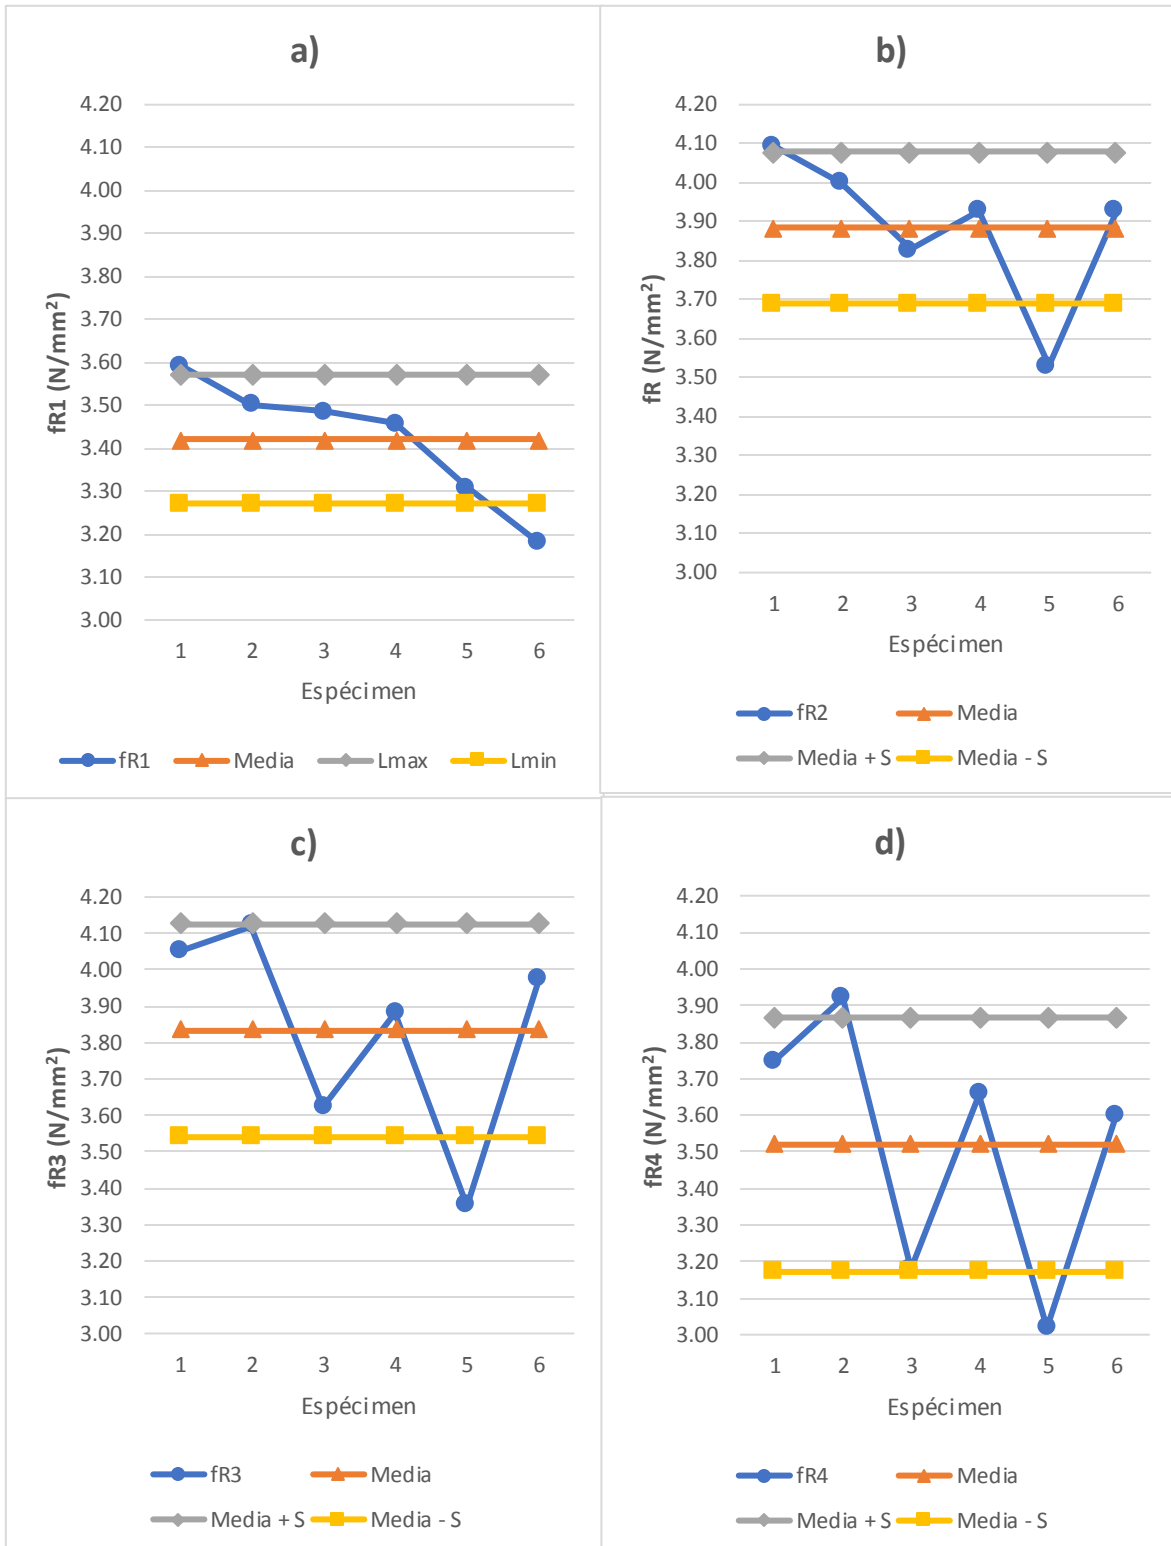 a)
4.20
4.10
4.00
3.90
3.80
3.70
3.60
3.50
3.40
3.30
3.20
3.10
3.00
fR1 (N/mm²)
1 2 3 4 5 6
Espécimen
fR1 Media Lmax Lmin
b)
4.20
4.10
4.00
3.90
3.80
3.70
3.60
3.50
3.40
3.30
3.20
3.10
3.00
fR (N/mm²)
1 2 3 4 5 6
Espécimen
fR2 Media
Media + S Media - S
c)
4.20
4.10
4.00
3.90
3.80
3.70
3.60
3.50
3.40
3.30
3.20
3.10
3.00
fR3 (N/mm²)
1 2 3 4 5 6
Espécimen
fR3 Media
Media + S Media - S
d)
4.20
4.10
4.00
3.90
3.80
3.70
3.60
3.50
3.40
3.30
3.20
3.10
3.00
fR4 (N/mm²)
1 2 3 4 5 6
Espécimen
fR4 Media
Media + S Media - S